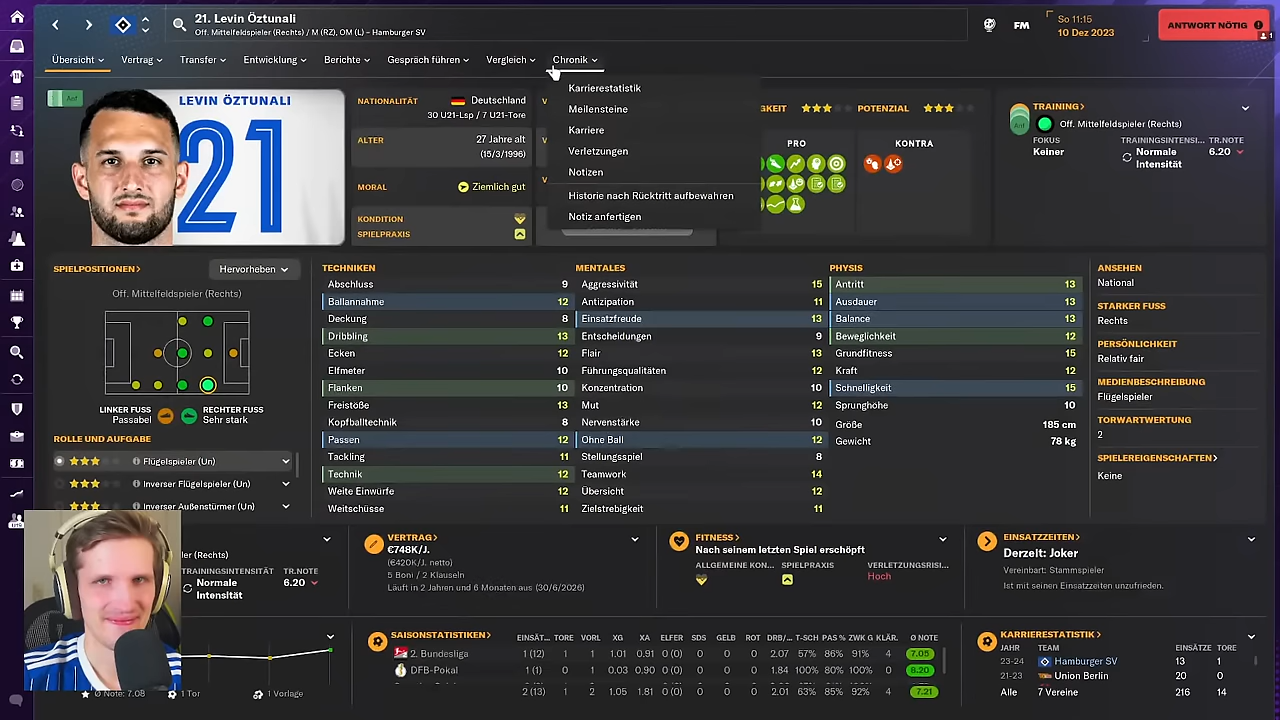 21. Levin Öztunali
Off. Mittelfeldspieler (Rechts) / M (RZ), OM (L) – Hamburger SV
FM
So 11:15
10 Dez 2023
ANTWORT NÖTIG
Übersicht
Vertrag
Transfer
Entwicklung
Berichte
Gespräch führen
Vergleich
Chronik
Karrierestatistik
Meilensteine
Karriere
Verletzungen
Notizen
Historie nach Rücktritt aufbewahren
Notiz anfertigen
Anf
LEVIN ÖZTUNALI
21
NATIONALITÄT
Deutschland
30 U21-Lsp / 7 U21-Tore
ALTER
27 Jahre alt
(15/3/1996)
MORAL
Ziemlich gut
KONDITION
SPIELPRAXIS
POTENZIAL
PRO
KONTRA
TRAINING>
Anf
Off. Mittelfeldspieler (Rechts)
FOKUS
Keiner
TRAININGSINTENSI...
Normale
Intensität
TR.NOTE
6.20
SPIELPOSITIONEN>
Hervorheben
Off. Mittelfeldspieler (Rechts)
LINKER FUSS
Passabel
RECHTER FUSS
Sehr stark
ROLLE UND AUFGABE
Flügelspieler (Un)
Inverser Flügelspieler (Un)
Inverser Außenstürmer (Un)
TECHNIKEN
Abschluss 9
Ballannahme 12
Deckung 8
Dribbling 13
Ecken 12
Elfmeter 10
Flanken 10
Freistöße 13
Kopfballtechnik 8
Passen 12
Tackling 11
Technik 12
Weite Einwürfe 12
Weitschüsse 11
MENTALES
Aggressivität 15
Antizipation 11
Einsatzfreude 13
Entscheidungen 9
Flair 13
Führungsqualitäten 12
Konzentration 10
Mut 12
Nervenstärke 10
Ohne Ball 12
Stellungsspiel 8
Teamwork 14
Übersicht 12
Zielstrebigkeit 11
PHYSIS
Antritt 13
Ausdauer 13
Balance 13
Beweglichkeit 12
Grundfitness 15
Kraft 12
Schnelligkeit 15
Sprunghöhe 10
Größe 185 cm
Gewicht 78 kg
ANSEHEN
National
STARKER FUSS
Rechts
PERSÖNLICHKEIT
Relativ fair
MEDIENBESCHREIBUNG
Flügelspieler
TORWARTWERTUNG
2
SPIELEREIGENSCHAFTEN>
Keine
(Rechts)
TRAININGSINTENSITÄT
Normale
Intensität
TR.NOTE
6.20
Ø Note: 7.08
1 Tor
1 Vorlage
VERTRAG>
€748K/J.
(€420K/J. netto)
5 Boni / 2 Klauseln
Läuft in 2 Jahren und 6 Monaten aus (30/6/2026)
FITNESS>
Nach seinem letzten Spiel erschöpft
ALLGEMEINE KON...
SPIELPRAXIS
VERLETZUNGSRIS...
Hoch
EINSATZZEITEN>
Derzeit: Joker
Vereinbart: Stammspieler
Ist mit seinen Einsatzzeiten unzufrieden.
SAISONSTATISTIKEN>
EINSÄT... TORE VORL XG XA ELFER SDS GELB ROT DRB/... T-SCH PAS % ZWK G KLÄR. Ø NOTE
2. Bundesliga 1 (12) 1 1 1.01 0.91 0 (0) 0 0 0 2.07 57% 86% 91% 4 7.05
DFB-Pokal 1 (1) 0 1 0.03 0.90 0 (0) 0 0 0 1.84 100% 80% 100% 0 8.20
2 (13) 1 2 1.05 1.81 0 (0) 0 0 0 2.01 63% 85% 92% 4 7.21
KARRIERESTATISTIK>
JAHR TEAM EINSÄTZE TORE
23-24 Hamburger SV 13 1
21-23 Union Berlin 20 0
Alle 7 Vereine 216 14